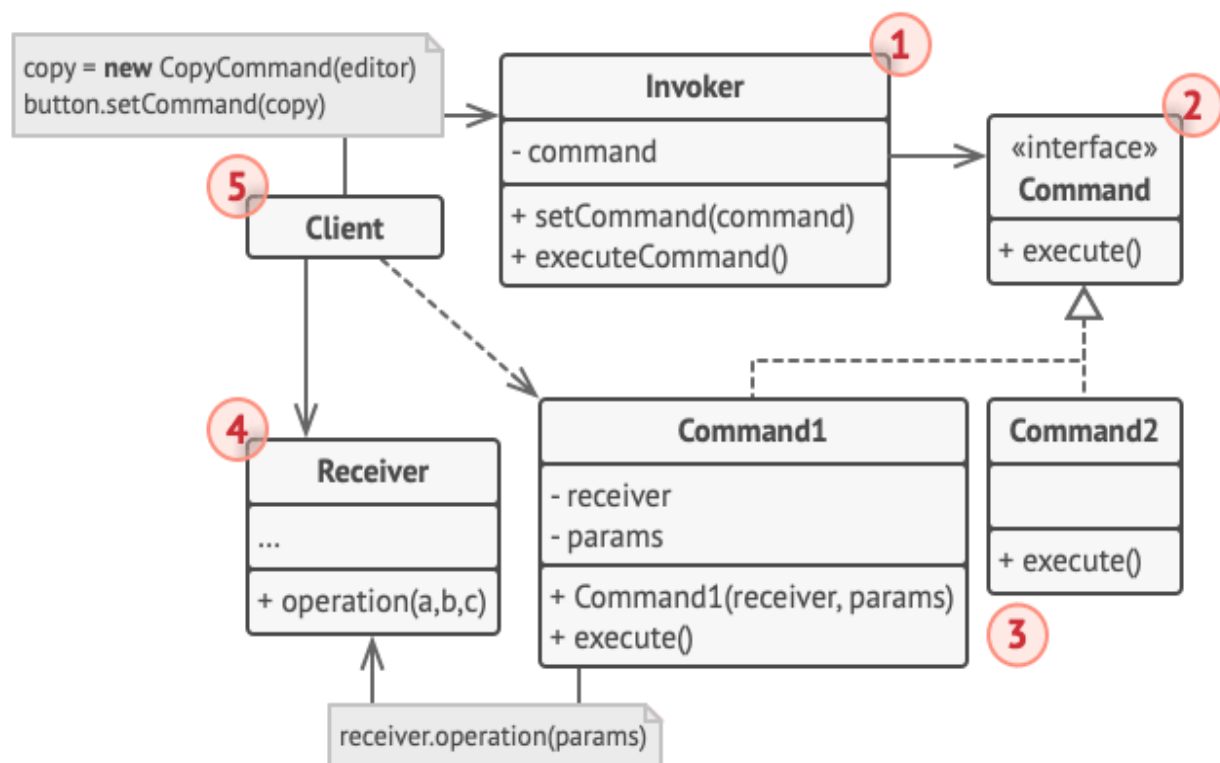 copy = new CopyCommand(editor)
button.setCommand(copy)
1
Invoker
- command
+ setCommand(command)
+ executeCommand()
2
«interface»
Command
+ execute()
5
Client
4
Receiver
...
+ operation(a,b,c)
Command1
- receiver
- params
+ Command1(receiver, params)
+ execute()
Command2
+ execute()
3
receiver.operation(params)